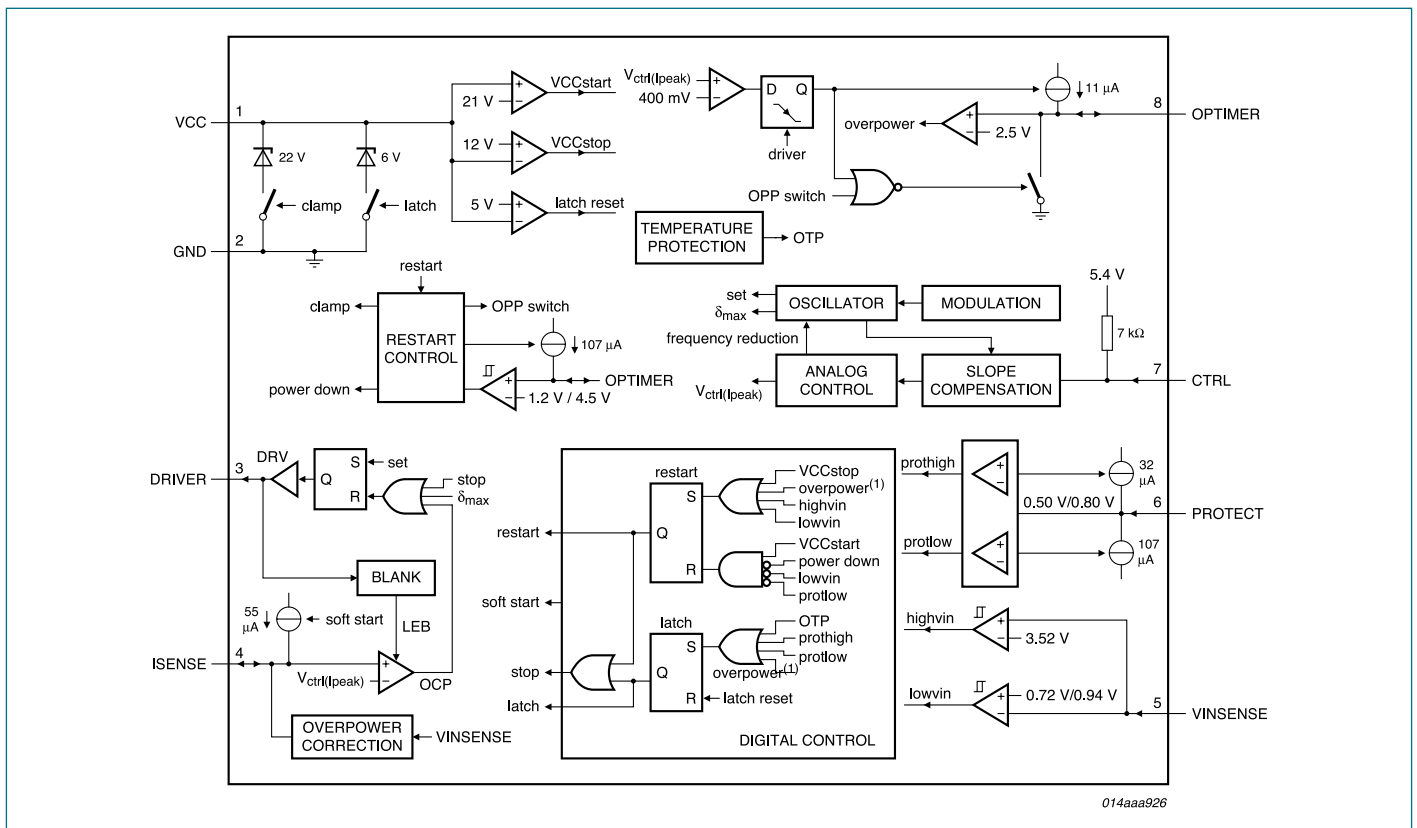 VCC
1
22 V
6 V
clamp
latch
GND
2
21 V
VCCstart
12 V
VCCstop
5 V
latch reset
Vctrl(Ipeak)
400 mV
D
Q
driver
11 μA
overpower
2.5 V
8
OPTIMER
OPP switch
TEMPERATURE
PROTECTION
OTP
restart
clamp
RESTART
CONTROL
OPP switch
107 μA
OPTIMER
power down
1.2 V / 4.5 V
set
δmax
OSCILLATOR
MODULATION
frequency reduction
Vctrl(Ipeak)
ANALOG
CONTROL
SLOPE
COMPENSATION
5.4 V
7 kΩ
7
CTRL
DRIVER
3
DRV
Q
S
R
set
stop
δmax
BLANK
LEB
55
μA
soft start
ISENSE
4
Vctrl(Ipeak)
OCP
OVERPOWER
CORRECTION
VINSENSE
restart
S
Q
R
VCCstop
overpower(1)
highvin
lowvin
VCCstart
power down
lowvin
protlow
restart
soft start
latch
S
Q
R
OTP
prothigh
protlow
overpower(1)
latch reset
stop
latch
DIGITAL CONTROL
prothigh
protlow
32
μA
0.50 V/0.80 V
6
PROTECT
107
μA
highvin
3.52 V
lowvin
0.72 V/0.94 V
5
VINSENSE
014aaa926